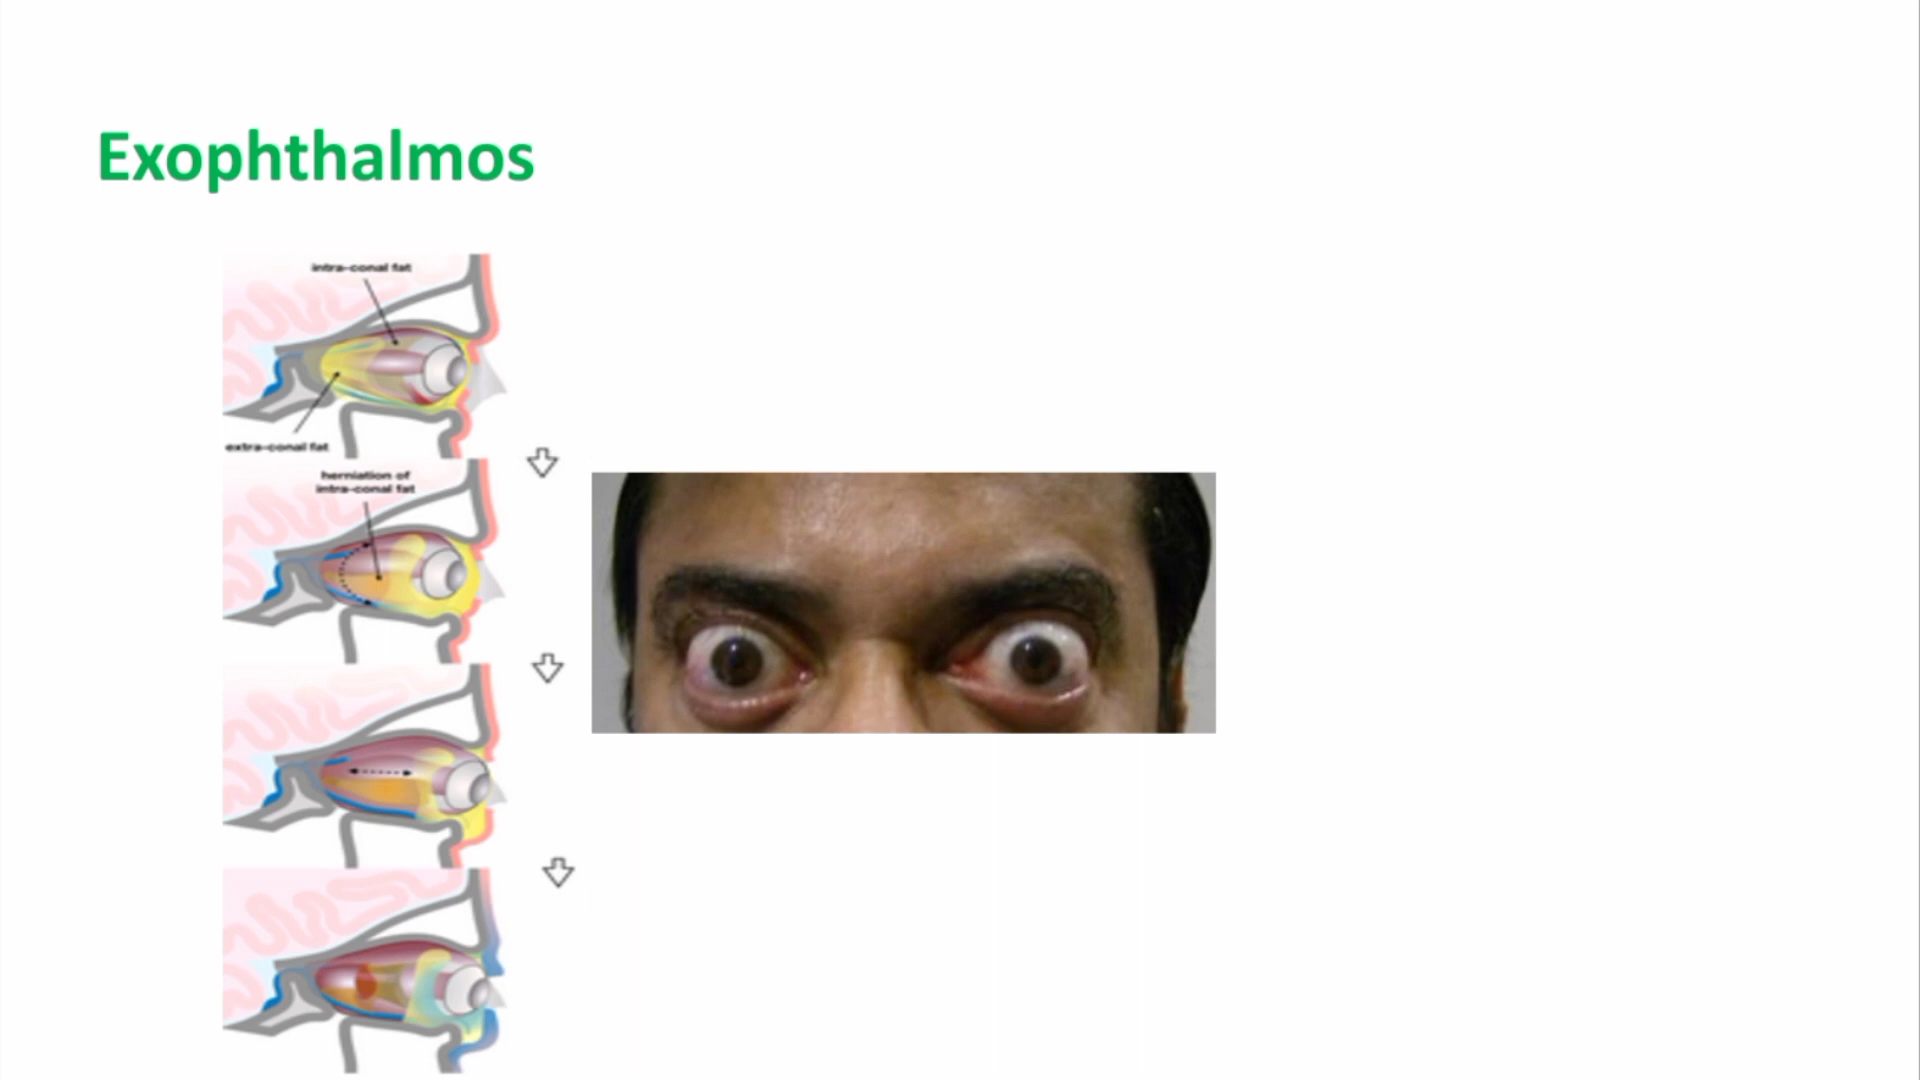 Exophthalmos
intra-conal fat
extra-conal fat
herniation of
intra-conal fat